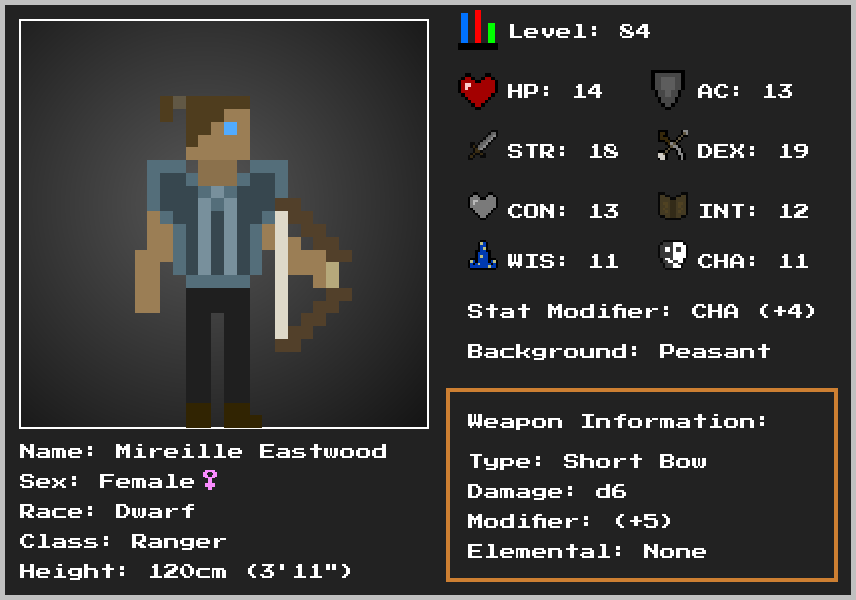 Level: 84
HP: 14 AC: 13
STR: 18 DEX: 19
CON: 13 INT: 12
WIS: 11 CHA: 11
Stat Modifier: CHA (+4)
Background: Peasant
Weapon Information:
Type: Short Bow
Damage: d6
Modifier: (+5)
Elemental: None
Name: Mireille Eastwood
Sex: Female♀
Race: Dwarf
Class: Ranger
Height: 120cm (3'11")